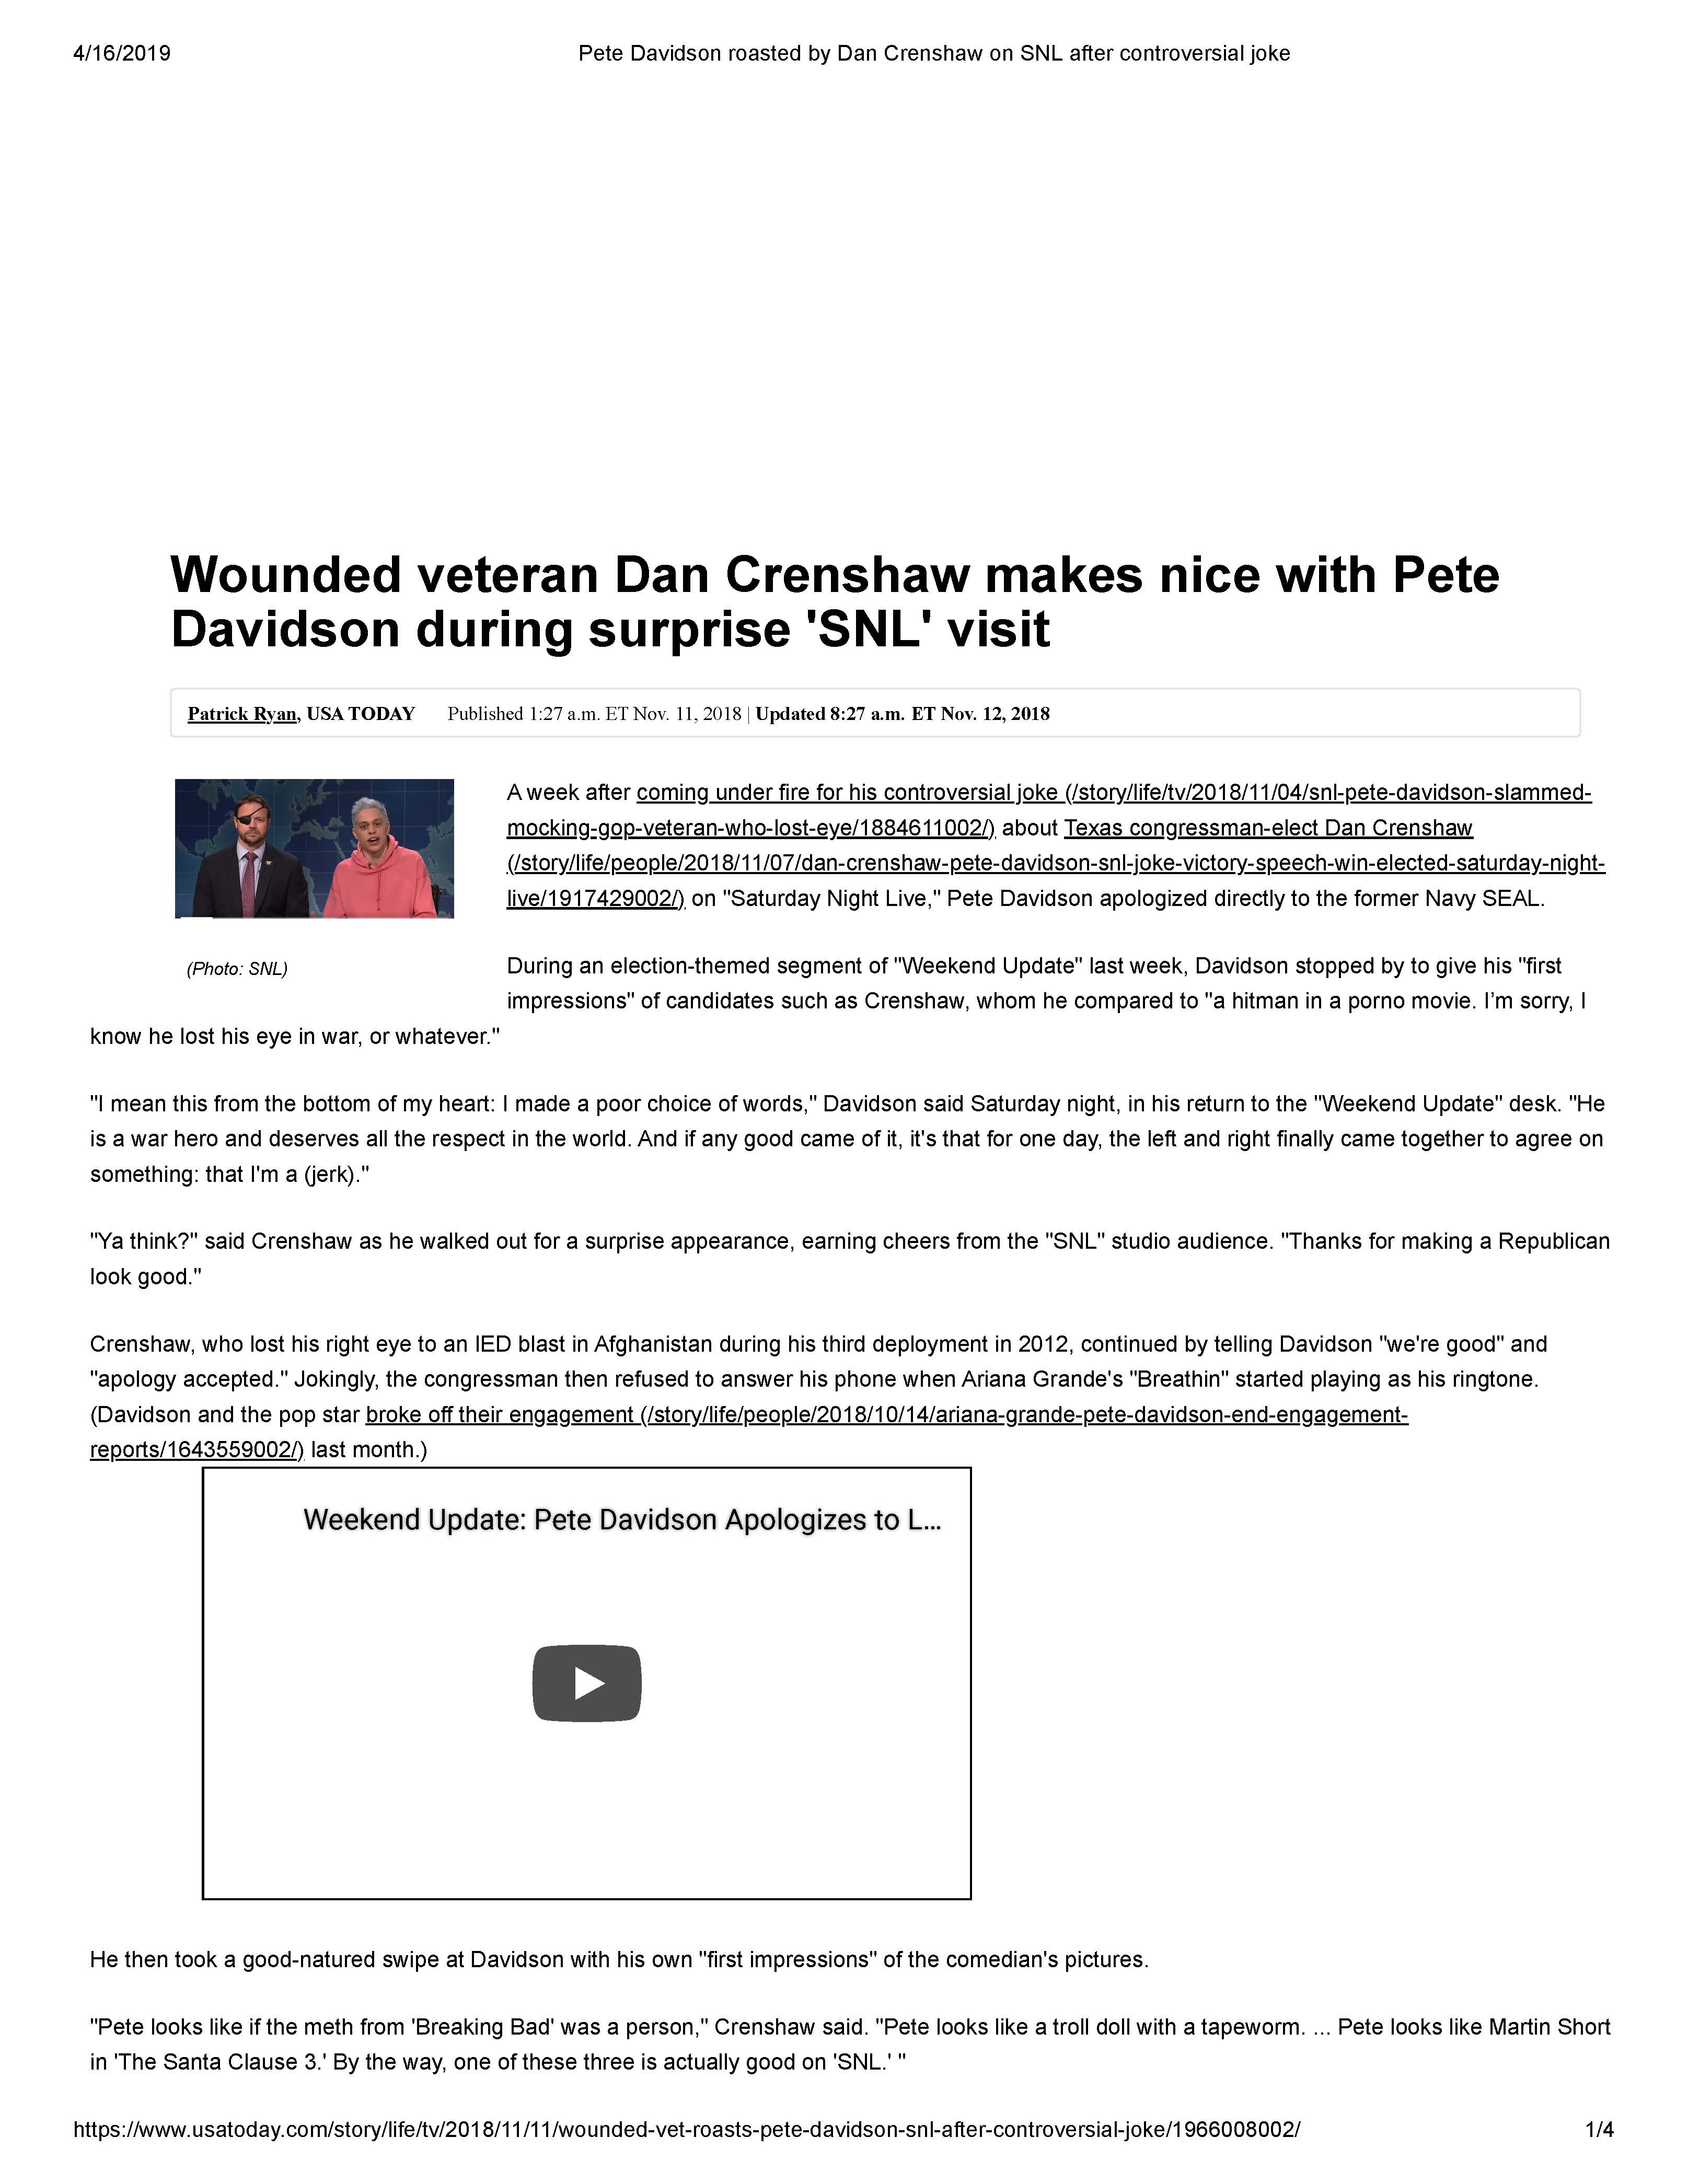 4/16/2019 Pete Davidson roasted by Dan Crenshaw on SNL after controversial joke
Wounded veteran Dan Crenshaw makes nice with Pete
Davidson during surprise 'SNL' visit
Patrick Ryan, USA TODAY Published 1:27 a.m. ET Nov. 11, 2018 | Updated 8:27 a.m. ET Nov. 12, 2018
A week after coming under fire for his controversial joke (/story/life/tv/2018/11/04/snl-pete-davidson-slammed-
mocking-gop-veteran-who-lost-eye/1884611002/) about Texas congressman-elect Dan Crenshaw
(/story/life/people/2018/11/07/dan-crenshaw-pete-davidson-snl-joke-victory-speech-win-elected-saturday-night-
live/1917429002/) on "Saturday Night Live," Pete Davidson apologized directly to the former Navy SEAL.
(Photo: SNL)
During an election-themed segment of "Weekend Update" last week, Davidson stopped by to give his "first
impressions" of candidates such as Crenshaw, whom he compared to "a hitman in a porno movie. I’m sorry, I
know he lost his eye in war, or whatever."
"I mean this from the bottom of my heart: I made a poor choice of words," Davidson said Saturday night, in his return to the "Weekend Update" desk. "He
is a war hero and deserves all the respect in the world. And if any good came of it, it's that for one day, the left and right finally came together to agree on
something: that I'm a (jerk)."
"Ya think?" said Crenshaw as he walked out for a surprise appearance, earning cheers from the "SNL" studio audience. "Thanks for making a Republican
look good."
Crenshaw, who lost his right eye to an IED blast in Afghanistan during his third deployment in 2012, continued by telling Davidson "we're good" and
"apology accepted." Jokingly, the congressman then refused to answer his phone when Ariana Grande's "Breathin" started playing as his ringtone.
(Davidson and the pop star broke off their engagement (/story/life/people/2018/10/14/ariana-grande-pete-davidson-end-engagement-
reports/1643559002/) last month.)
Weekend Update: Pete Davidson Apologizes to L...
He then took a good-natured swipe at Davidson with his own "first impressions" of the comedian's pictures.
"Pete looks like if the meth from 'Breaking Bad' was a person," Crenshaw said. "Pete looks like a troll doll with a tapeworm. ... Pete looks like Martin Short
in 'The Santa Clause 3.' By the way, one of these three is actually good on 'SNL.' "
https://www.usatoday.com/story/life/tv/2018/11/11/wounded-vet-roasts-pete-davidson-snl-after-controversial-joke/1966008002/ 1/4